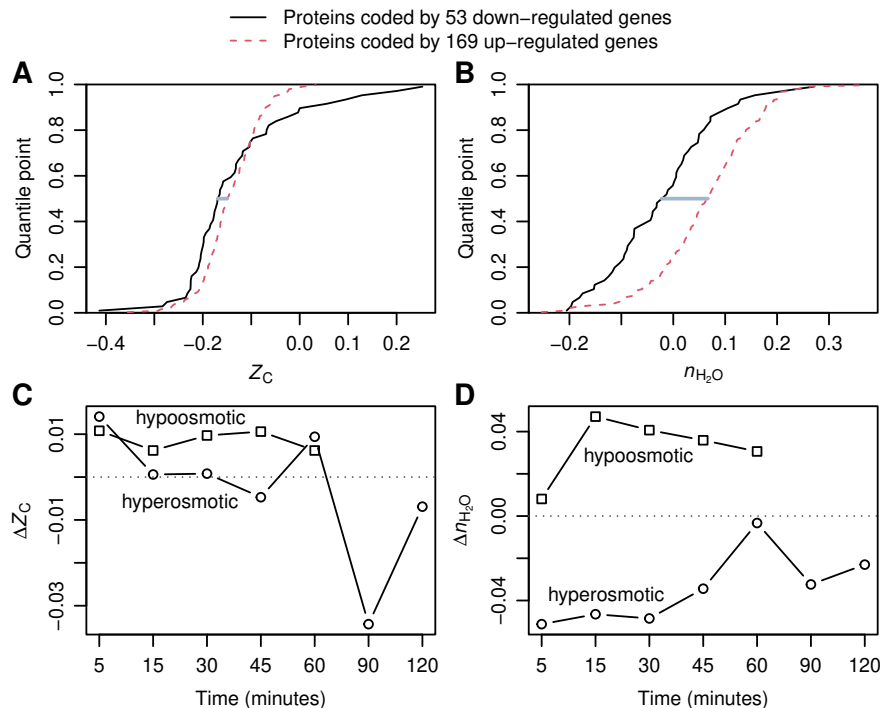 Proteins coded by 53 down−regulated genes
Proteins coded by 169 up−regulated genes
A
Quantile point
0.0 0.2 0.4 0.6 0.8 1.0
−0.4 −0.2 0.0 0.1 0.2
ZC
B
Quantile point
0.0 0.2 0.4 0.6 0.8 1.0
−0.2 0.0 0.1 0.2 0.3
nH2O
C
ΔZC
−0.03 −0.01 0.01
hypoosmotic
hyperosmotic
5 15 30 45 60 90 120
Time (minutes)
D
ΔnH2O
−0.04 0.00 0.04
hypoosmotic
hyperosmotic
5 15 30 45 60 90 120
Time (minutes)